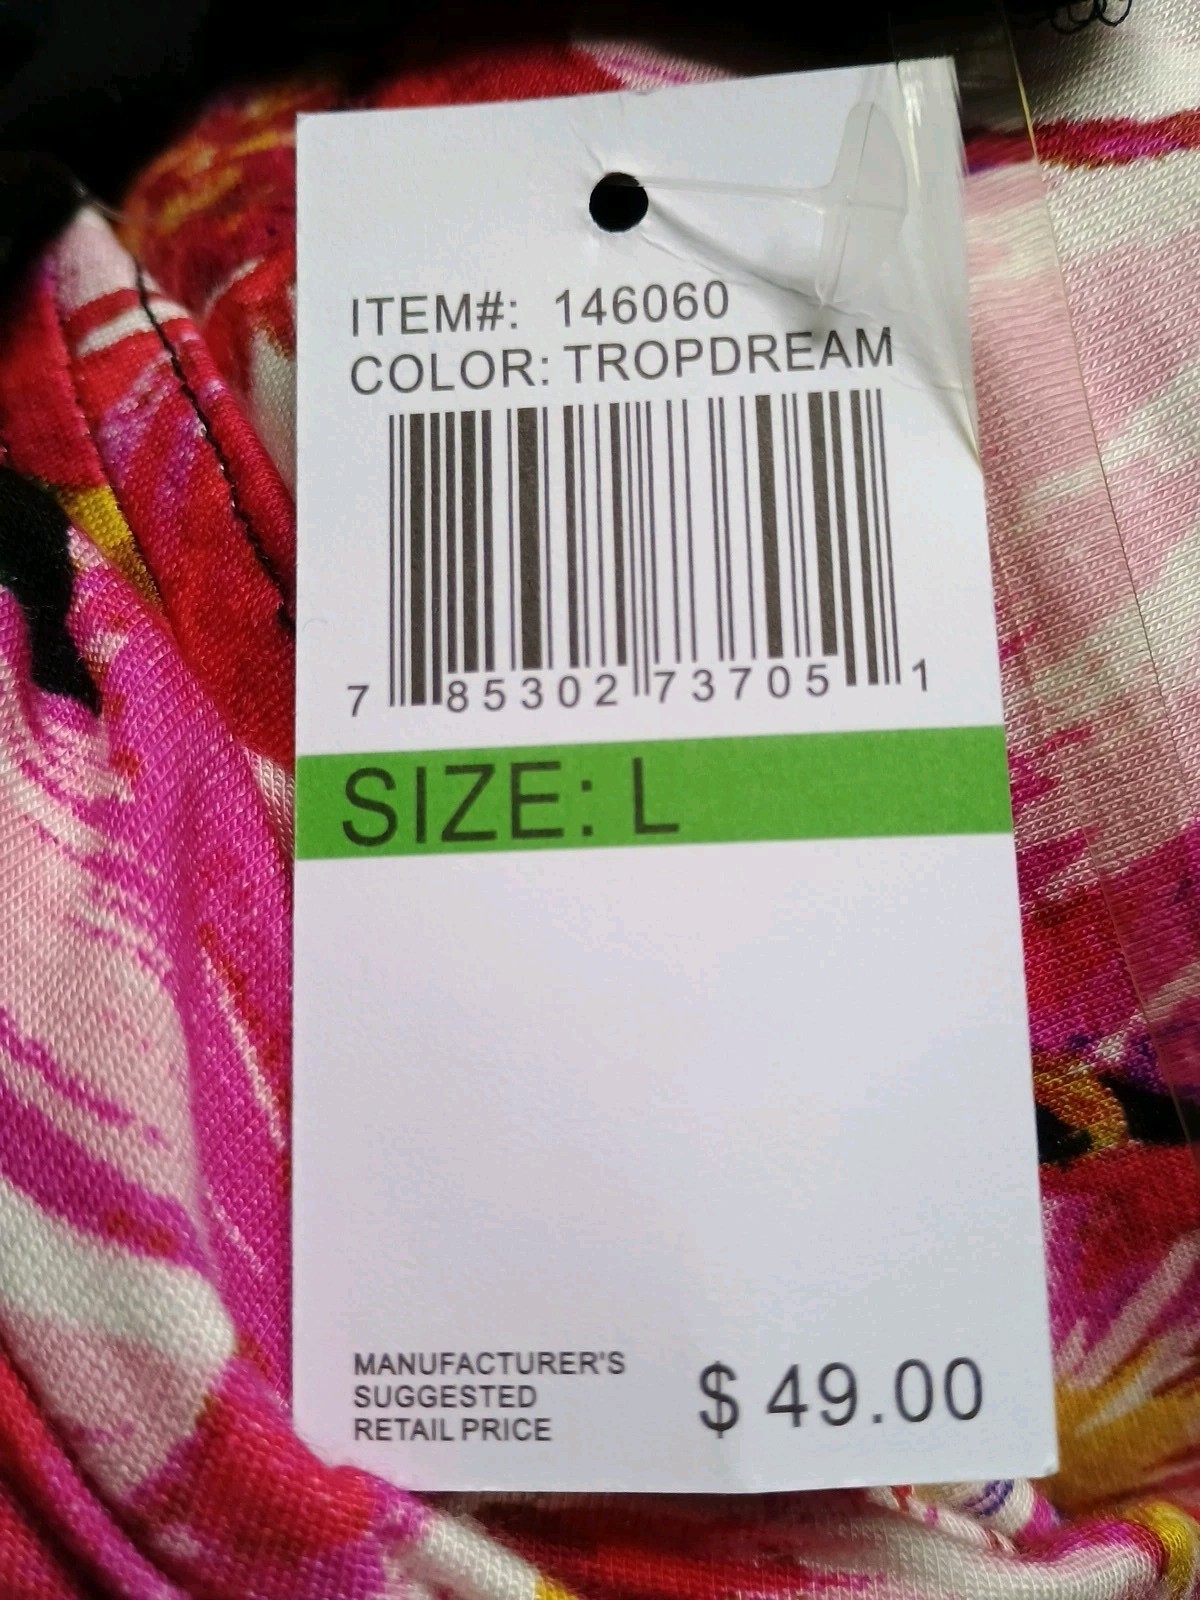 ITEM#: 146060
COLOR: TROPDREAM
7 85302 73705 1
SIZE: L
MANUFACTURER'S
SUGGESTED
RETAIL PRICE
$ 49.00